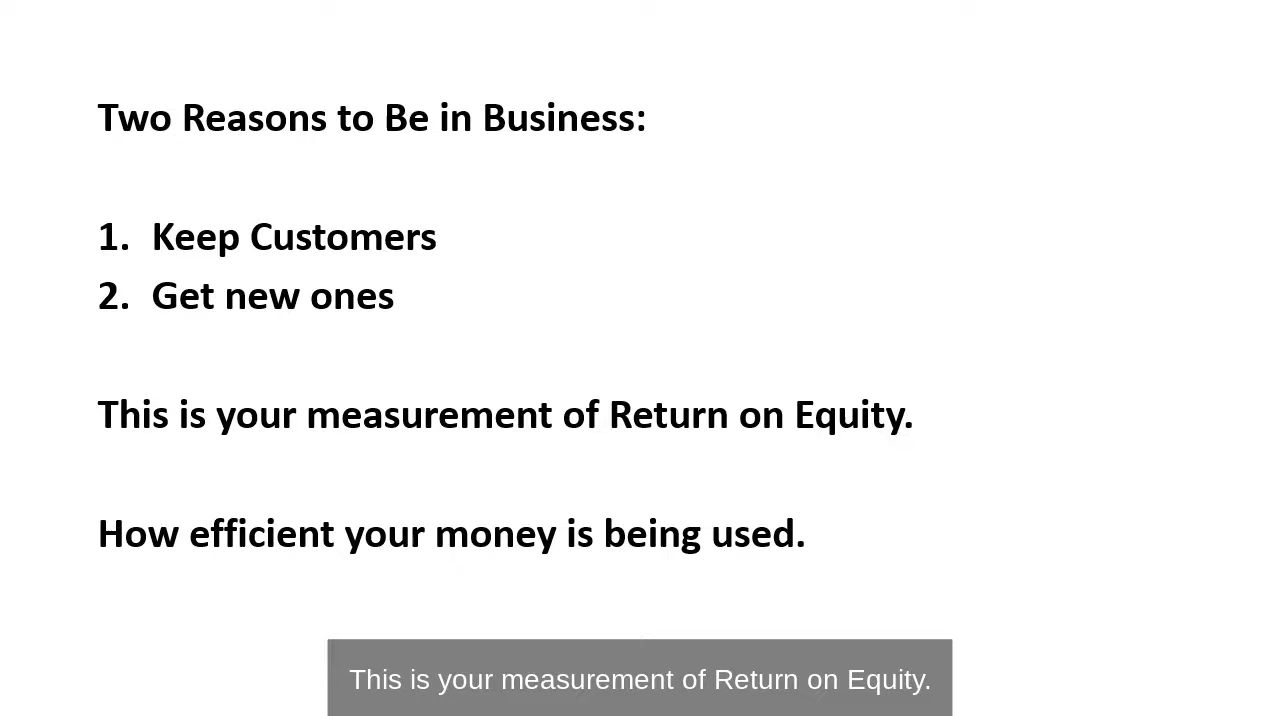 Two Reasons to Be in Business:
1. Keep Customers
2. Get new ones
This is your measurement of Return on Equity.
How efficient your money is being used.
This is your measurement of Return on Equity.